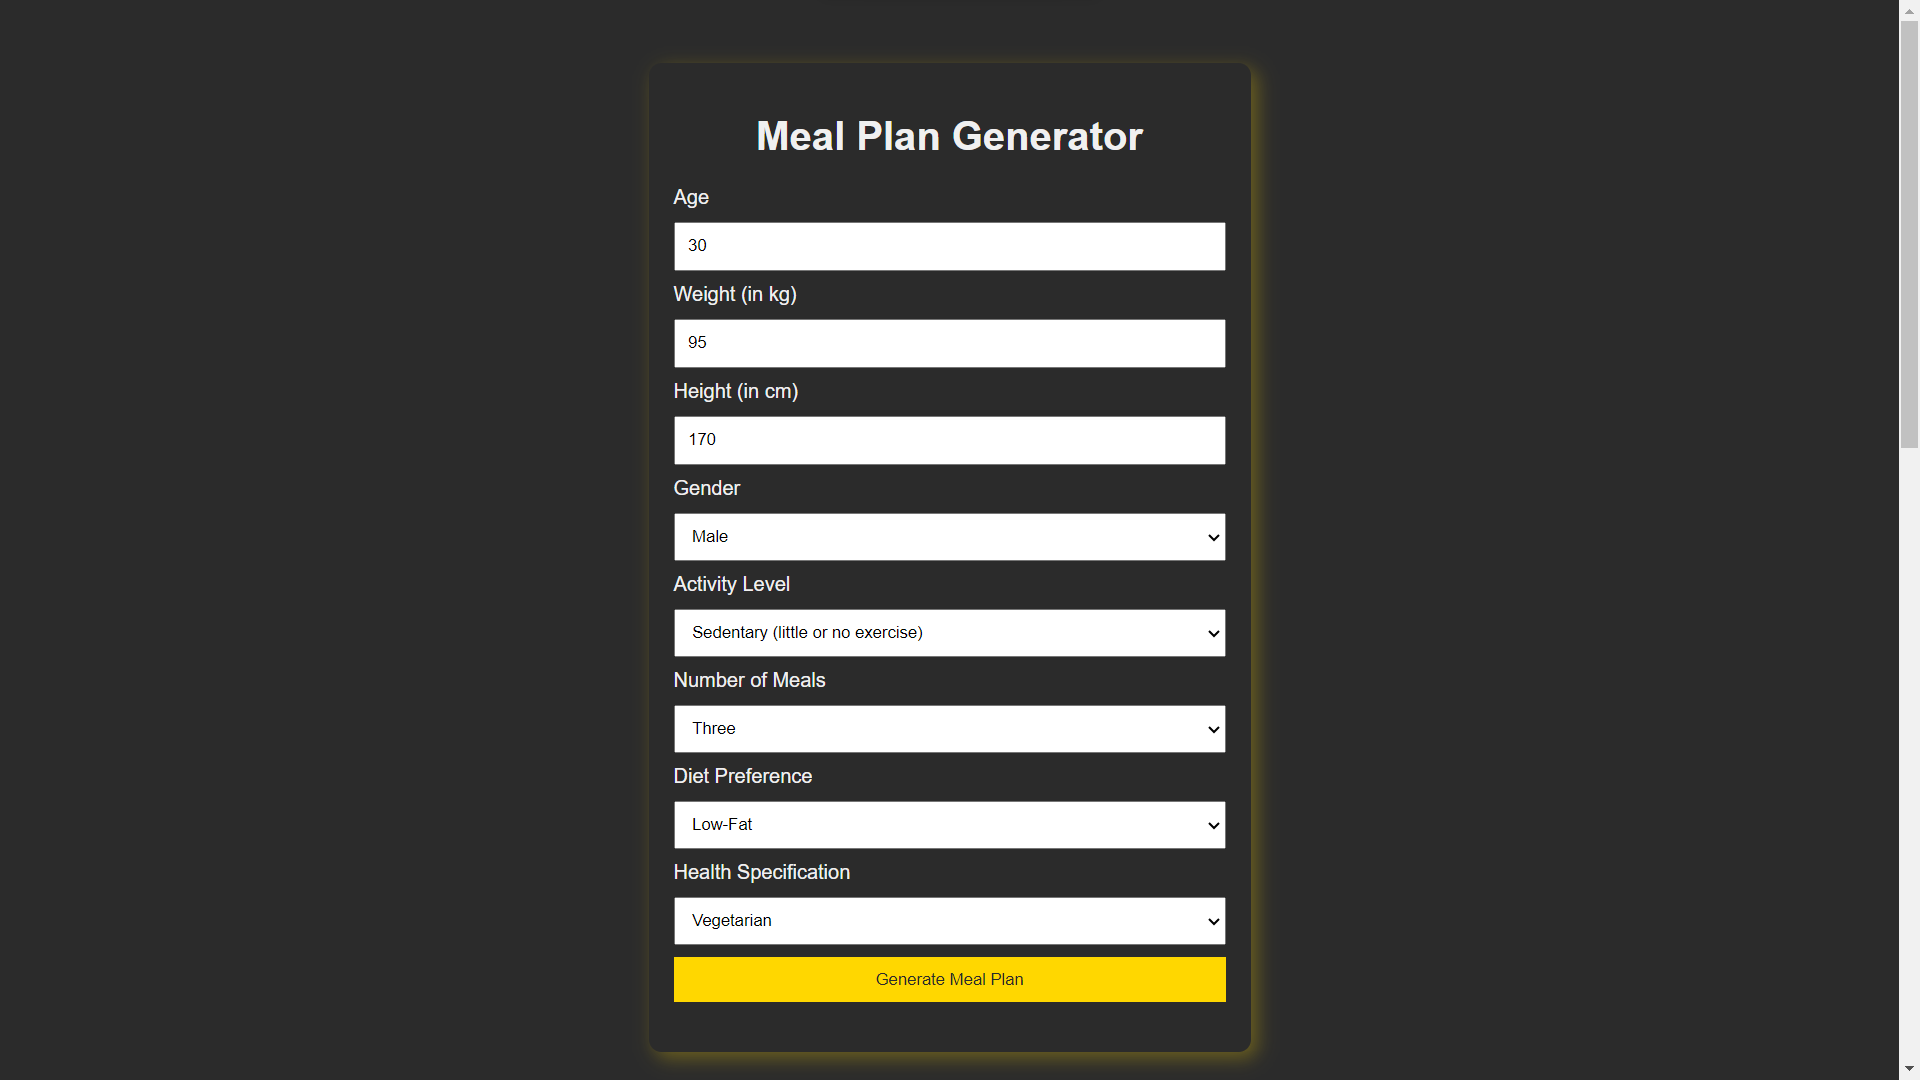 Meal Plan Generator
Age
30
Weight (in kg)
95
Height (in cm)
170
Gender
Male
Activity Level
Sedentary (little or no exercise)
Number of Meals
Three
Diet Preference
Low-Fat
Health Specification
Vegetarian
Generate Meal Plan